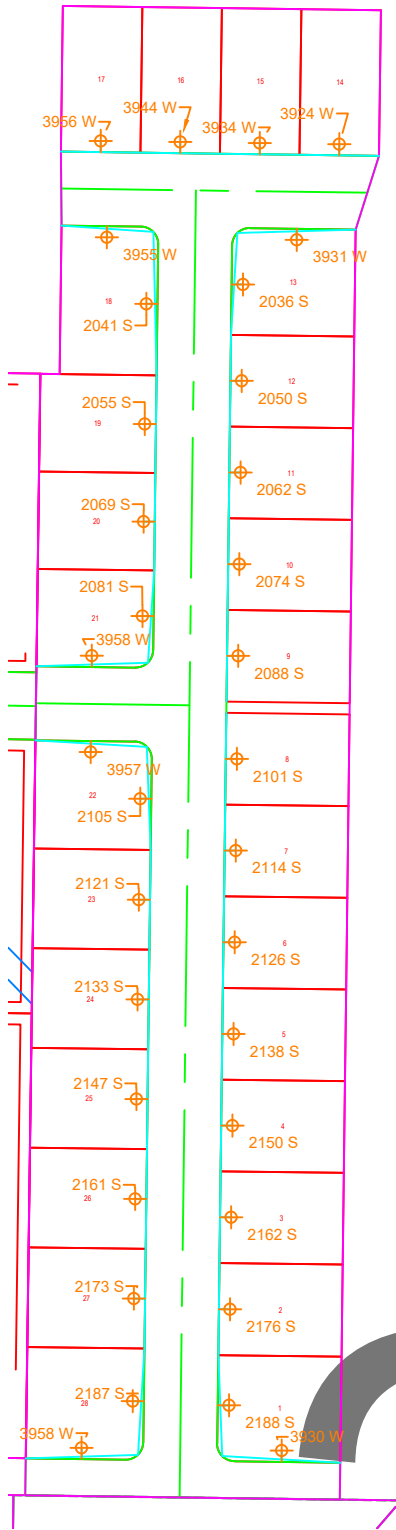 17
16
15
14
3956 W
3944 W
3934 W
3924 W
3955 W
3931 W
18
13
2041 S
2036 S
2055 S
12
19
2050 S
2069 S
11
20
2062 S
2081 S
10
21
2074 S
3958 W
9
2088 S
3957 W
8
22
2101 S
2105 S
7
2121 S
2114 S
23
6
2133 S
2126 S
24
5
2147 S
2138 S
25
4
2161 S
2150 S
26
3
2173 S
2162 S
27
2
2176 S
2187 S
28
1
2188 S
3958 W
3930 W